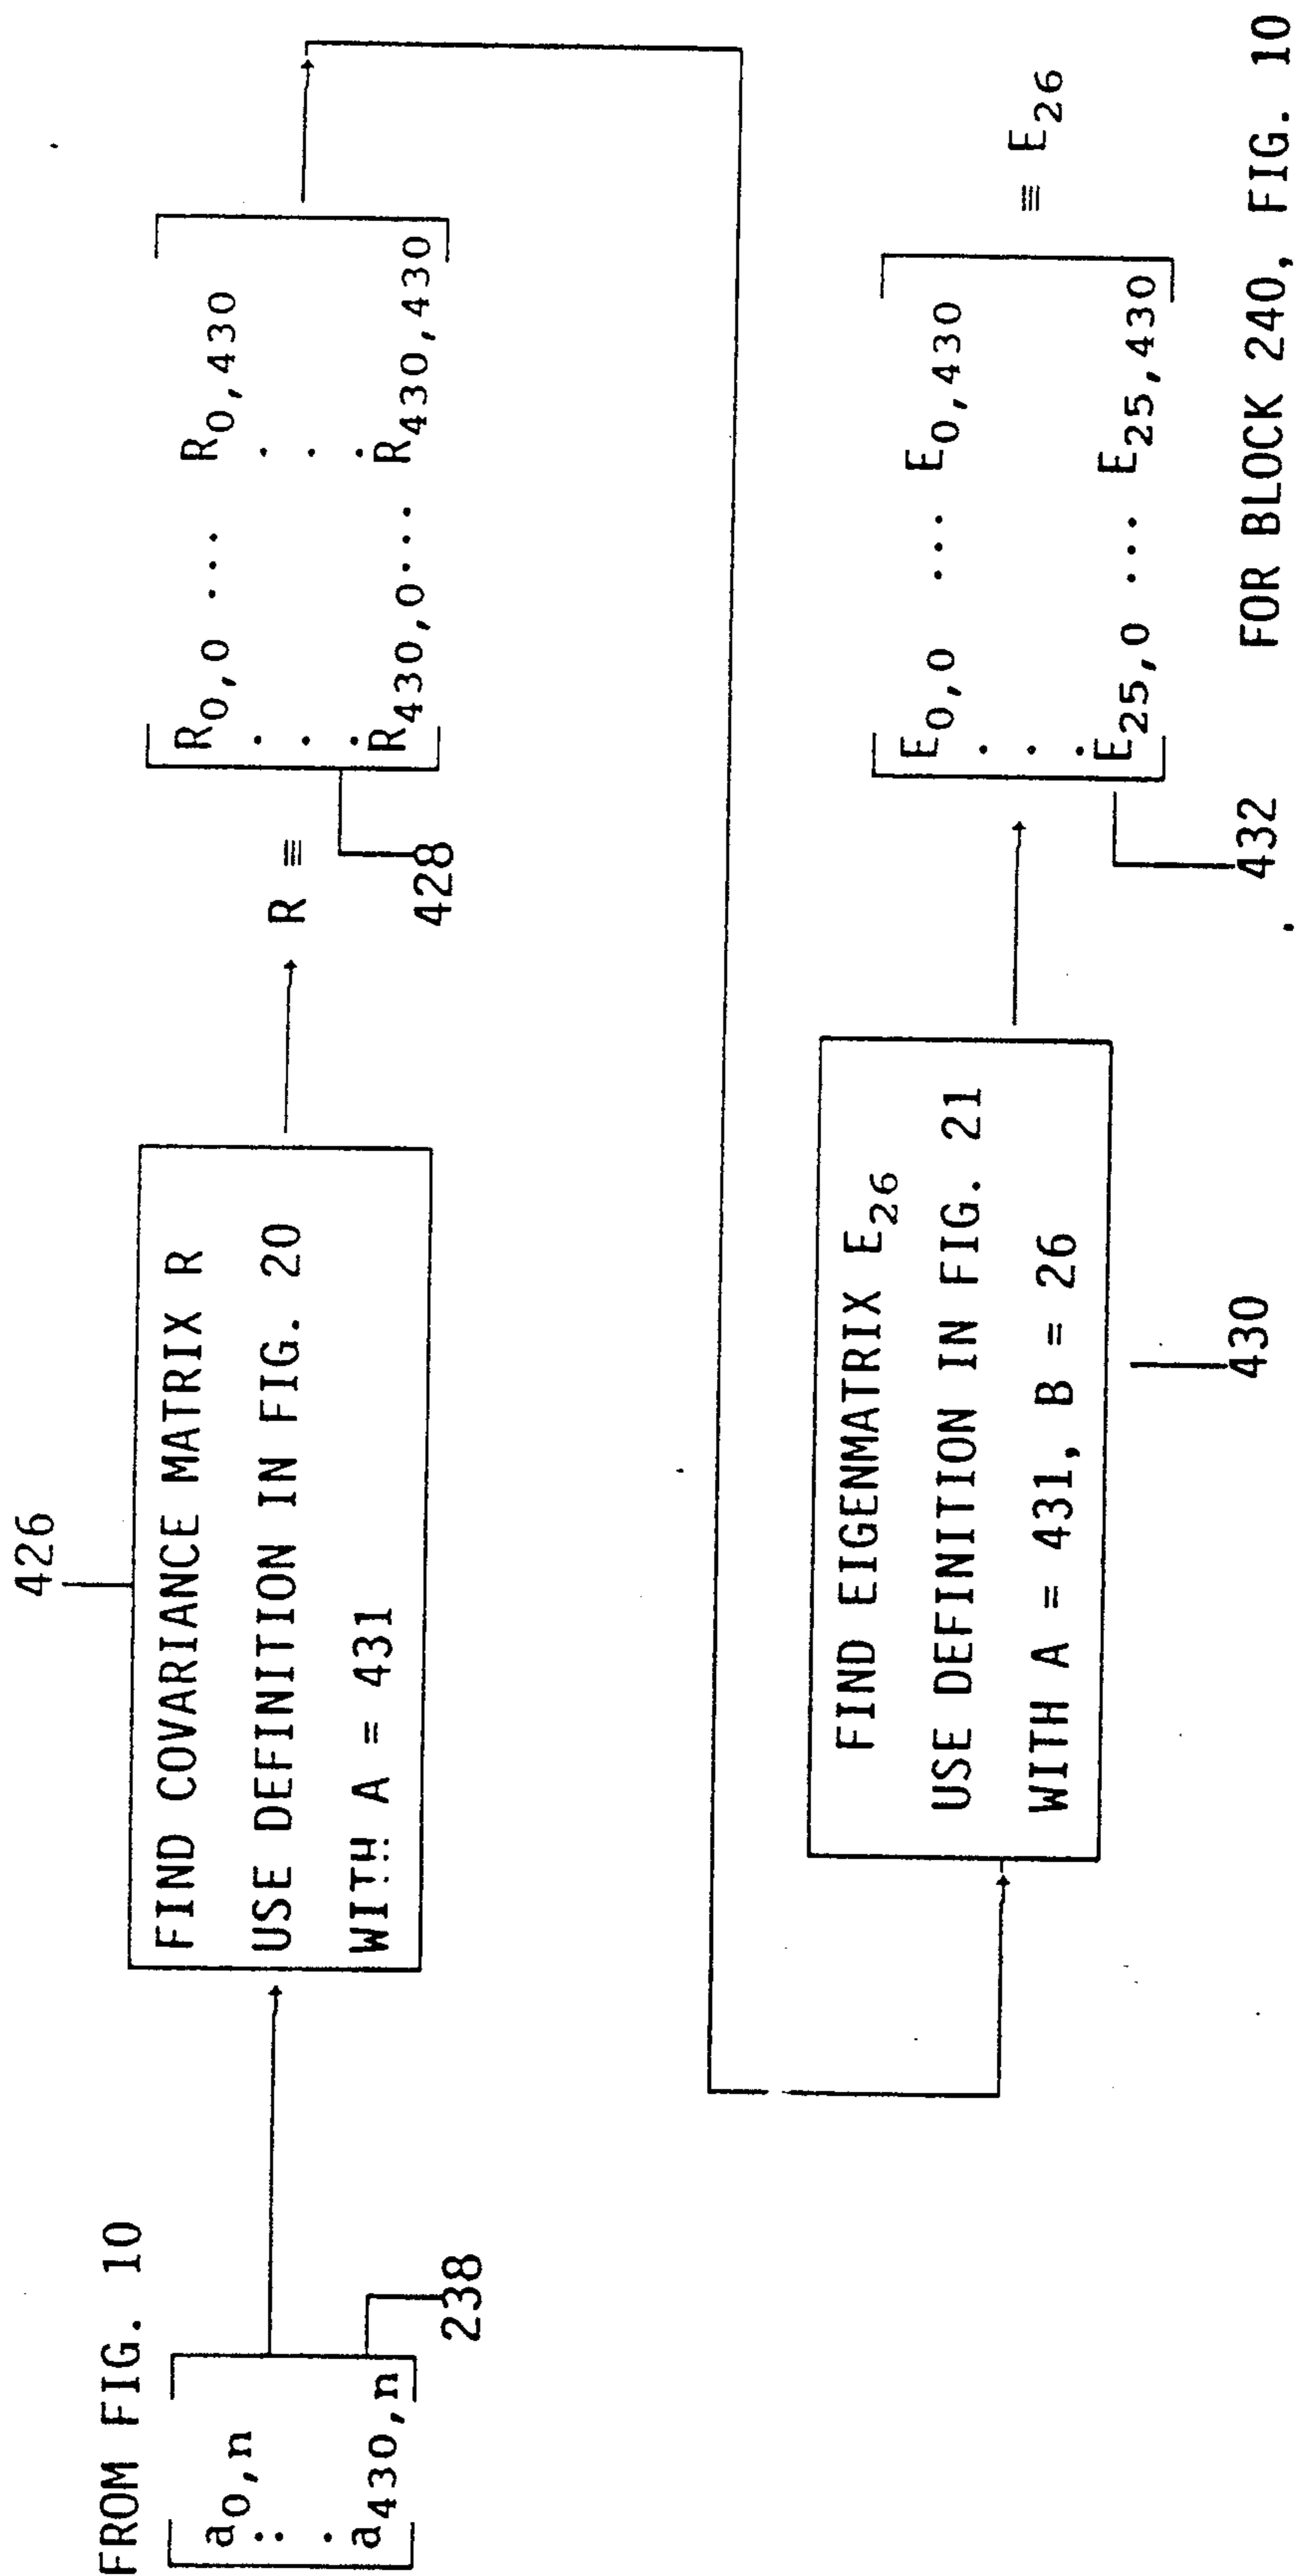 FROM FIG. 10
a0,n
:
.
a430,n
238
426
FIND COVARIANCE MATRIX R
USE DEFINITION IN FIG. 20
WITH A = 431
R ≡
R0,0 ... R0,430
. .
. .
. .
R430,0... R430,430
428
FIND EIGENMATRIX E26
USE DEFINITION IN FIG. 21
WITH A = 431, B = 26
430
E0,0 ... E0,430
.
.
.
E25,0 ... E25,430
≡ E26
432
FOR BLOCK 240, FIG. 10